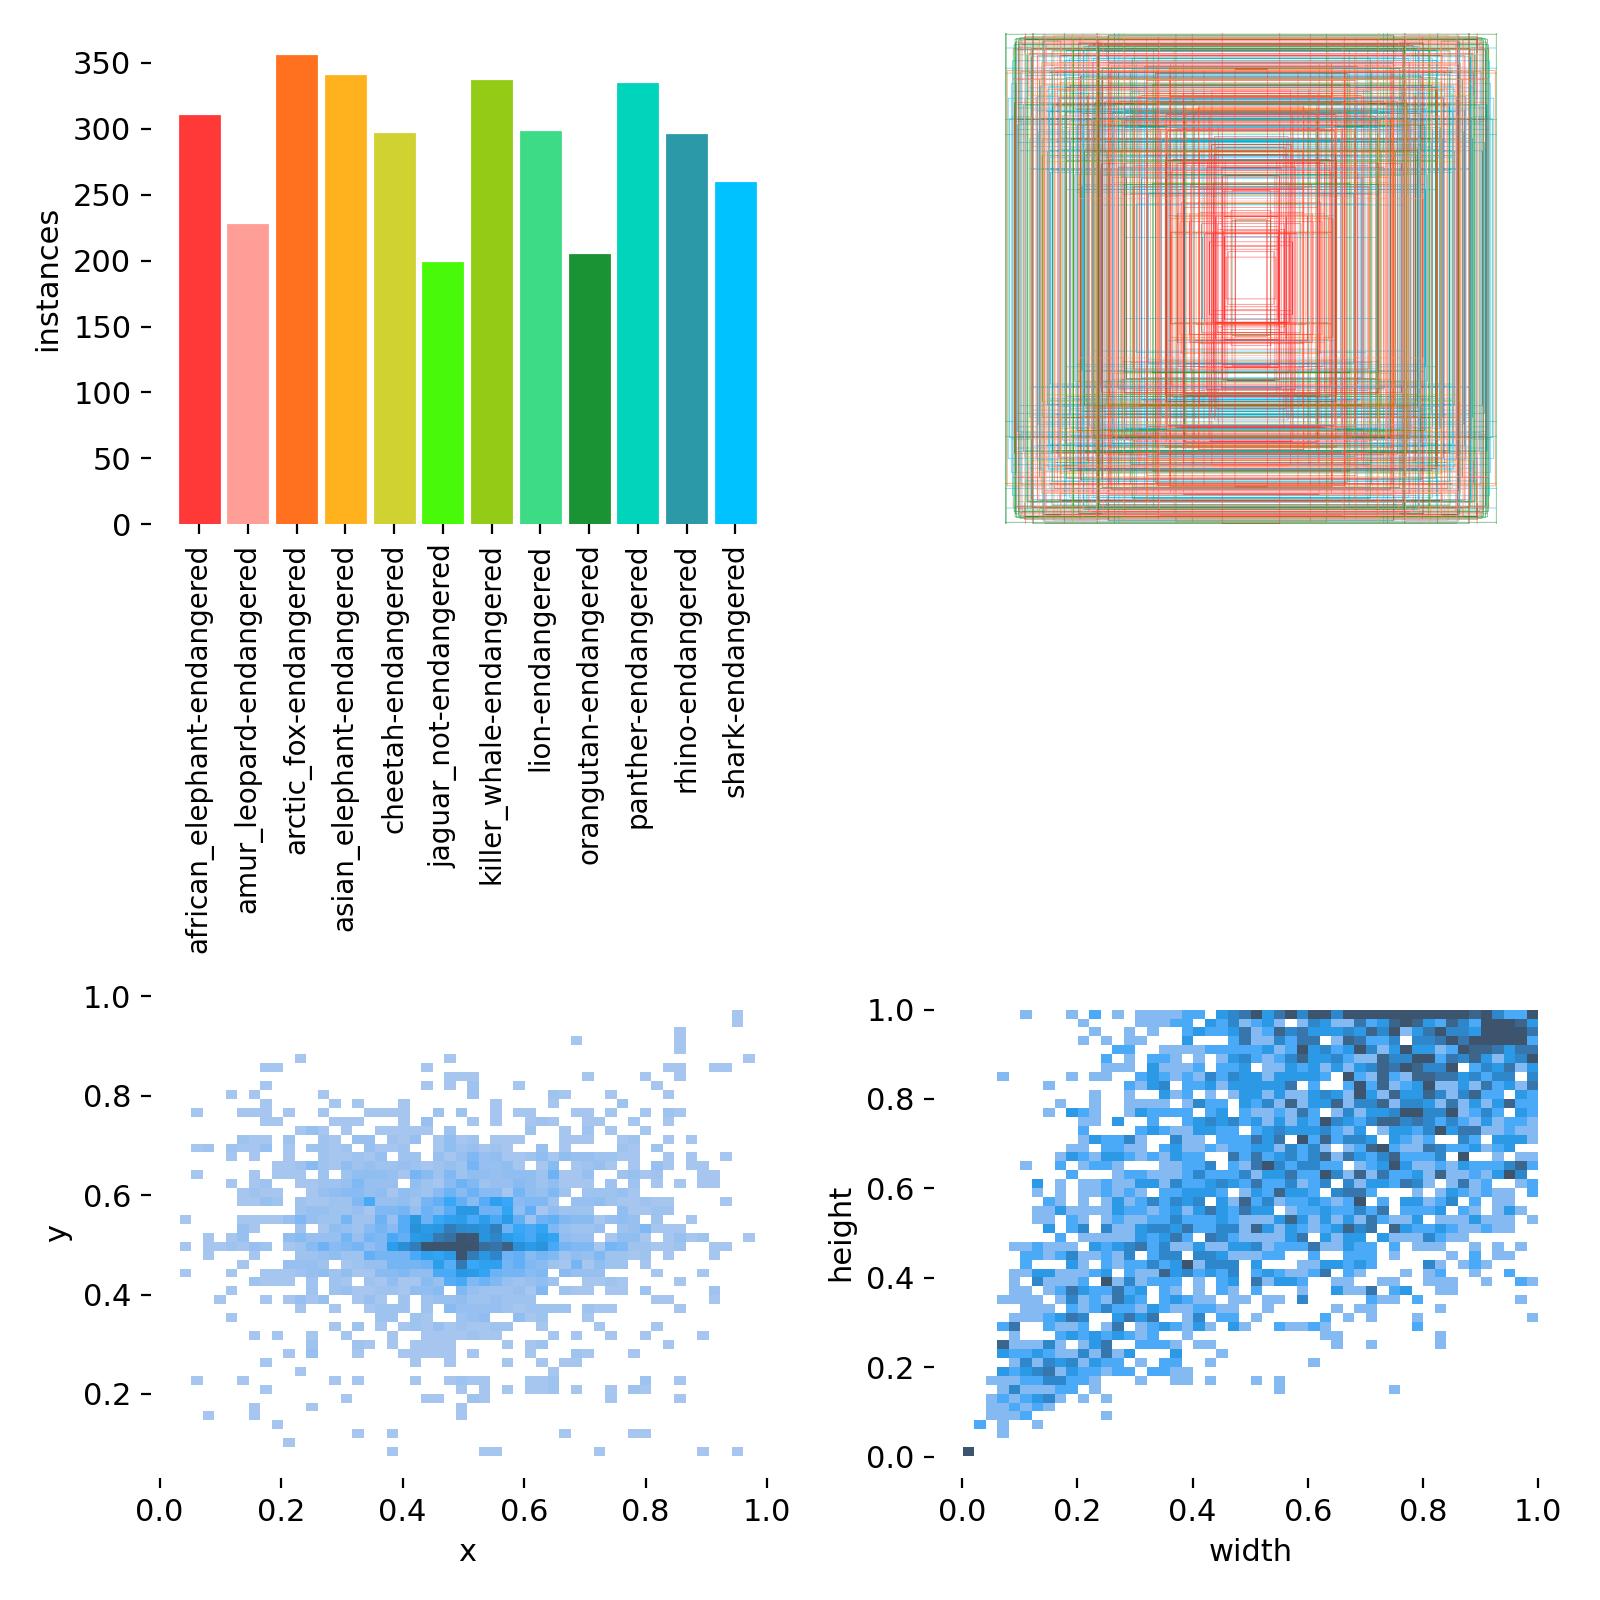 instances
350
300
250
200
150
100
50
0
african_elephant-endangered
amur_leopard-endangered
arctic_fox-endangered
asian_elephant-endangered
cheetah-endangered
jaguar_not-endangered
killer_whale-endangered
lion-endangered
orangutan-endangered
panther-endangered
rhino-endangered
shark-endangered
y
1.0
0.8
0.6
0.4
0.2
0.0 0.2 0.4 0.6 0.8 1.0
x
height
1.0
0.8
0.6
0.4
0.2
0.0
0.0 0.2 0.4 0.6 0.8 1.0
width